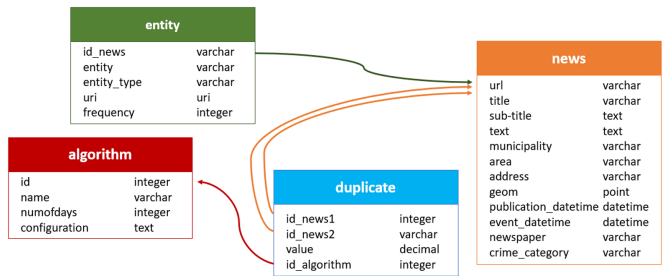 entity
id_news varchar
entity varchar
entity_type varchar
uri uri
frequency integer
news
url varchar
title varchar
sub-title text
text text
municipality varchar
area varchar
address varchar
geom point
publication_datetime datetime
event_datetime datetime
newspaper varchar
crime_category varchar
algorithm
id integer
name varchar
numofdays integer
configuration text
duplicate
id_news1 integer
id_news2 varchar
value decimal
id_algorithm integer